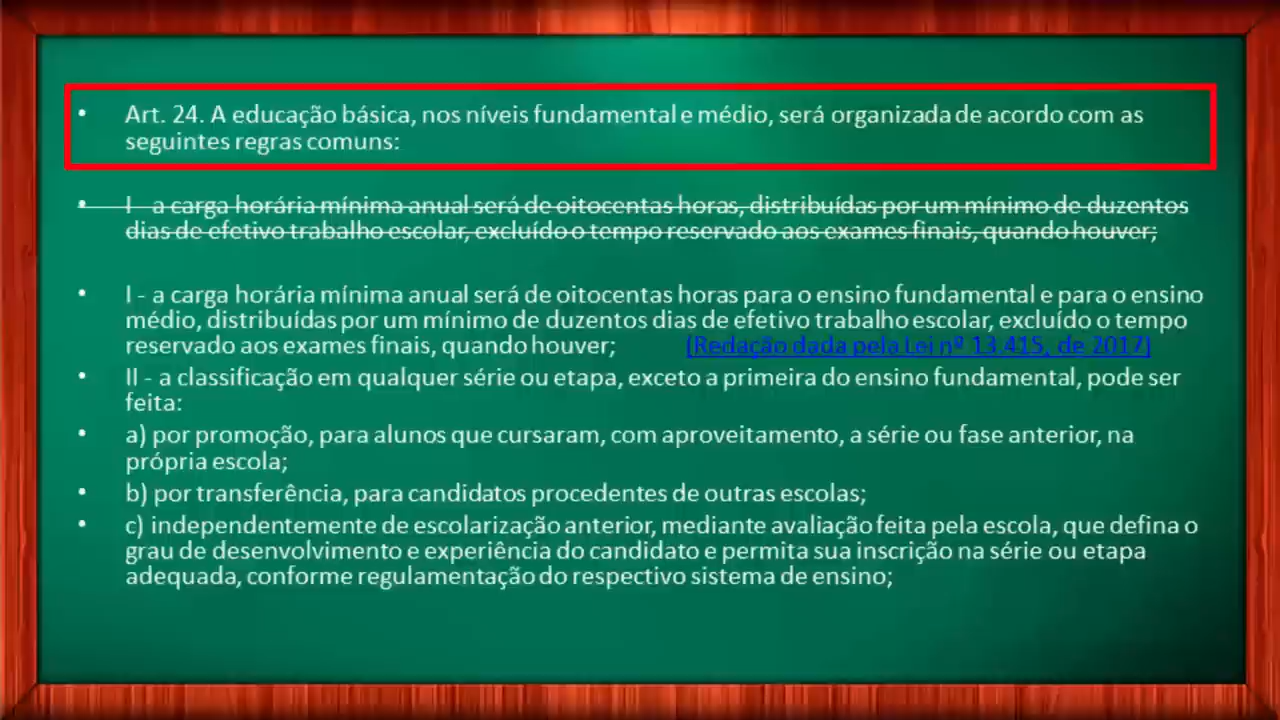 • Art. 24. A educação básica, nos níveis fundamental e médio, será organizada de acordo com as
seguintes regras comuns:
• I - a carga horária mínima anual será de oitocentas horas, distribuídas por um mínimo de duzentos
dias de efetivo trabalho escolar, excluído o tempo reservado aos exames finais, quando houver;
• I - a carga horária mínima anual será de oitocentas horas para o ensino fundamental e para o ensino
médio, distribuídas por um mínimo de duzentos dias de efetivo trabalho escolar, excluído o tempo
reservado aos exames finais, quando houver; (Redação dada pela Lei nº 13.415, de 2017)
• II - a classificação em qualquer série ou etapa, exceto a primeira do ensino fundamental, pode ser
feita:
• a) por promoção, para alunos que cursaram, com aproveitamento, a série ou fase anterior, na
própria escola;
• b) por transferência, para candidatos procedentes de outras escolas;
• c) independentemente de escolarização anterior, mediante avaliação feita pela escola, que defina o
grau de desenvolvimento e experiência do candidato e permita sua inscrição na série ou etapa
adequada, conforme regulamentação do respectivo sistema de ensino;